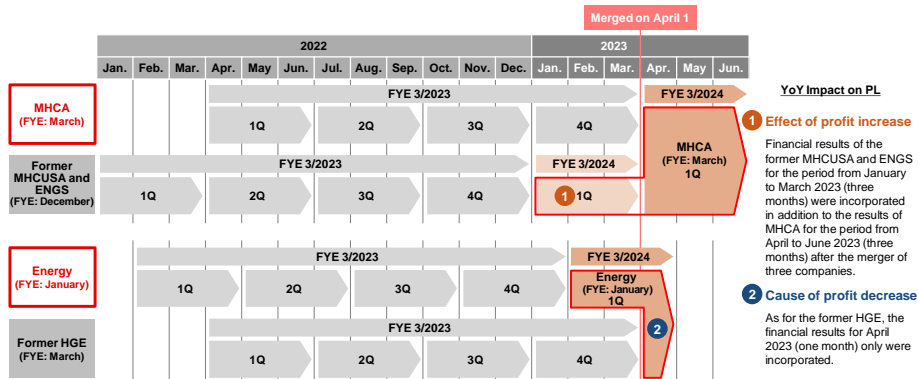 Merged on April 1
2022
2023
Jan. Feb. Mar. Apr. May Jun. Jul. Aug. Sep. Oct. Nov. Dec. Jan. Feb. Mar. Apr. May Jun.
MHCA
(FYE: March)
FYE 3/2023
FYE 3/2024
1Q 2Q 3Q 4Q
MHCA
(FYE: March)
1Q
Former
MHCUSA and
ENGS
(FYE: December)
FYE 3/2023
FYE 3/2024
1Q 2Q 3Q 4Q 1 1Q
Energy
(FYE: January)
FYE 3/2023
FYE 3/2024
1Q 2Q 3Q 4Q
Energy
(FYE: January)
1Q
Former HGE
(FYE: March)
FYE 3/2023
1Q 2Q 3Q 4Q
2
YoY Impact on PL
1 Effect of profit increase
Financial results of the
former MHCUSA and ENGS
for the period from January
to March 2023 (three
months) were incorporated
in addition to the results of
MHCA for the period from
April to June 2023 (three
months) after the merger of
three companies.
2 Cause of profit decrease
As for the former HGE, the
financial results for April
2023 (one month) only were
incorporated.